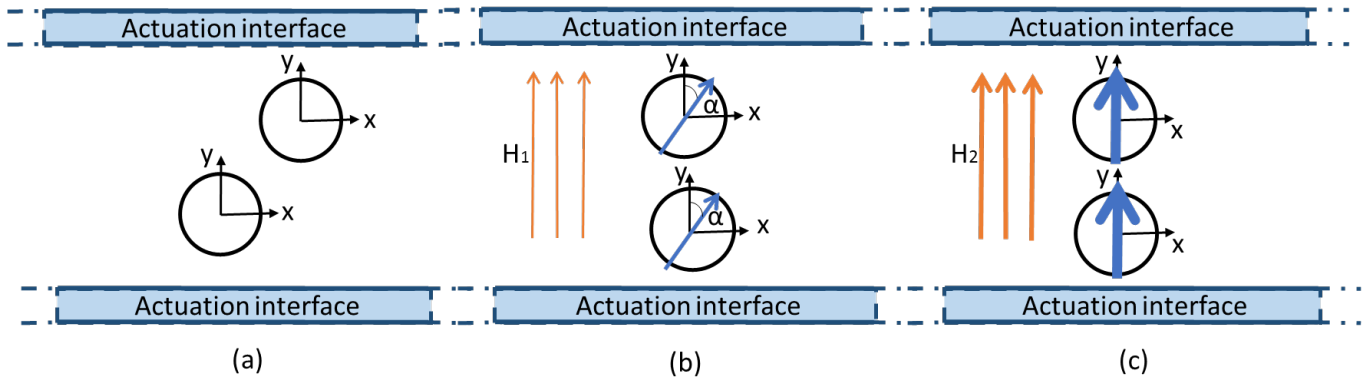 Actuation interface
y
x
y
x
Actuation interface
(a)
Actuation interface
H1
y
α
x
y
α
x
Actuation interface
(b)
Actuation interface
H2
y
x
y
x
Actuation interface
(c)